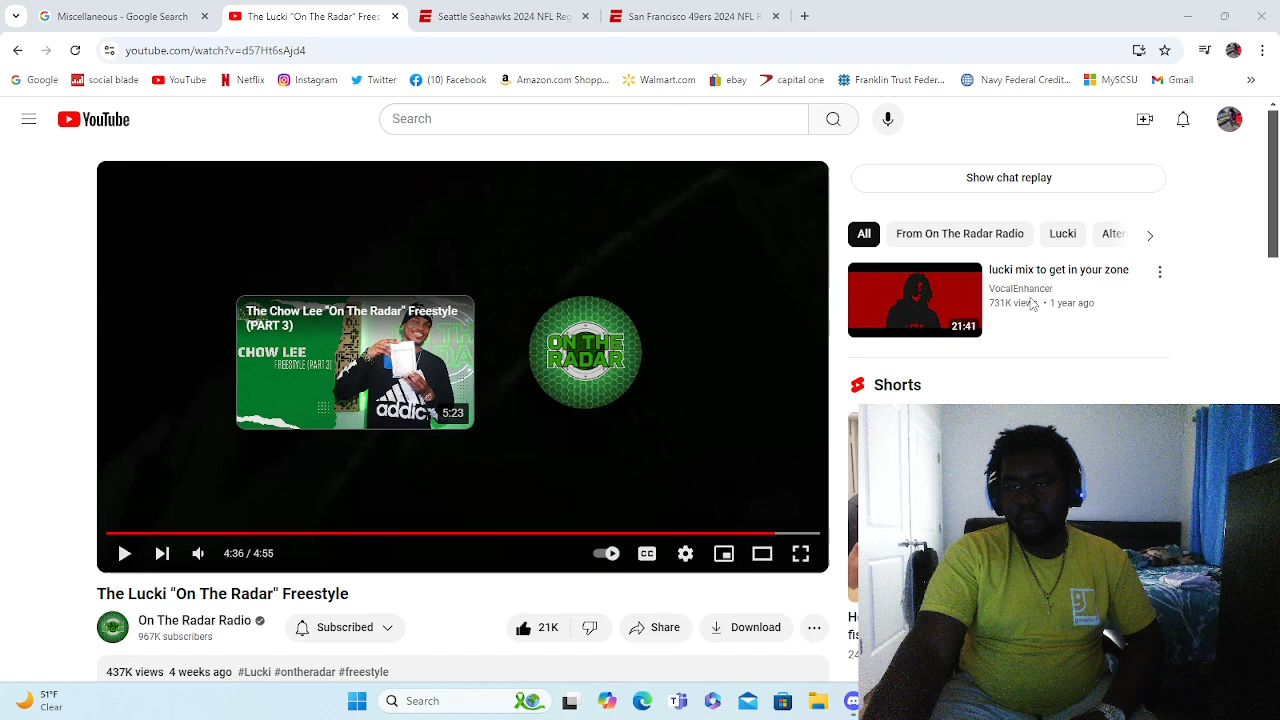 Miscellaneous - Google Search
The Lucki "On The Radar" Frees
Seattle Seahawks 2024 NFL Reg
San Francisco 49ers 2024 NFL R
youtube.com/watch?v=d57Ht6sAjd4
Google
social blade
YouTube
Netflix
Instagram
Twitter
(10) Facebook
Amazon.com Shopp...
Walmart.com
ebay
capital one
Franklin Trust Feder...
Navy Federal Credit...
MySCSU
Gmail
YouTube
Search
Show chat replay
All
From On The Radar Radio
Lucki
Alter
The Chow Lee "On The Radar" Freestyle
(PART 3)
CHOW LEE
FREESTYLE (PART 3)
addic
5:23
ON THE
RADAR
lucki mix to get in your zone
VocalEnhancer
731K views • 1 year ago
21:41
Shorts
4:36 / 4:55
CC
The Lucki "On The Radar" Freestyle
On The Radar Radio
967K subscribers
Subscribed
21K
Share
Download
437K views 4 weeks ago #Lucki #ontheradar #freestyle
51°F
Clear
Search